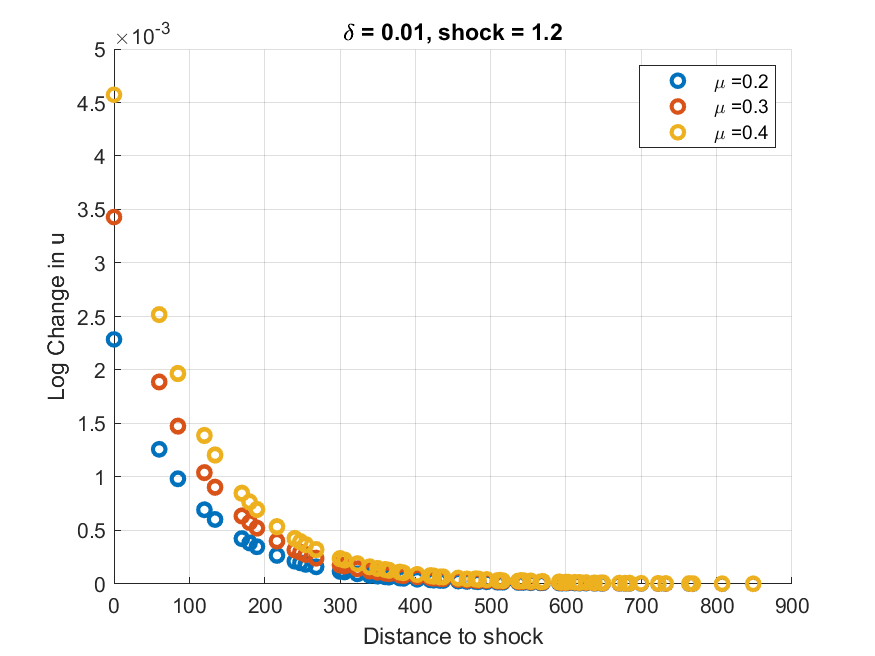 δ = 0.01, shock = 1.2
×10⁻³
5
4.5
4
3.5
3
2.5
2
1.5
1
0.5
0
Log Change in u
μ =0.2
μ =0.3
μ =0.4
0 100 200 300 400 500 600 700 800 900
Distance to shock